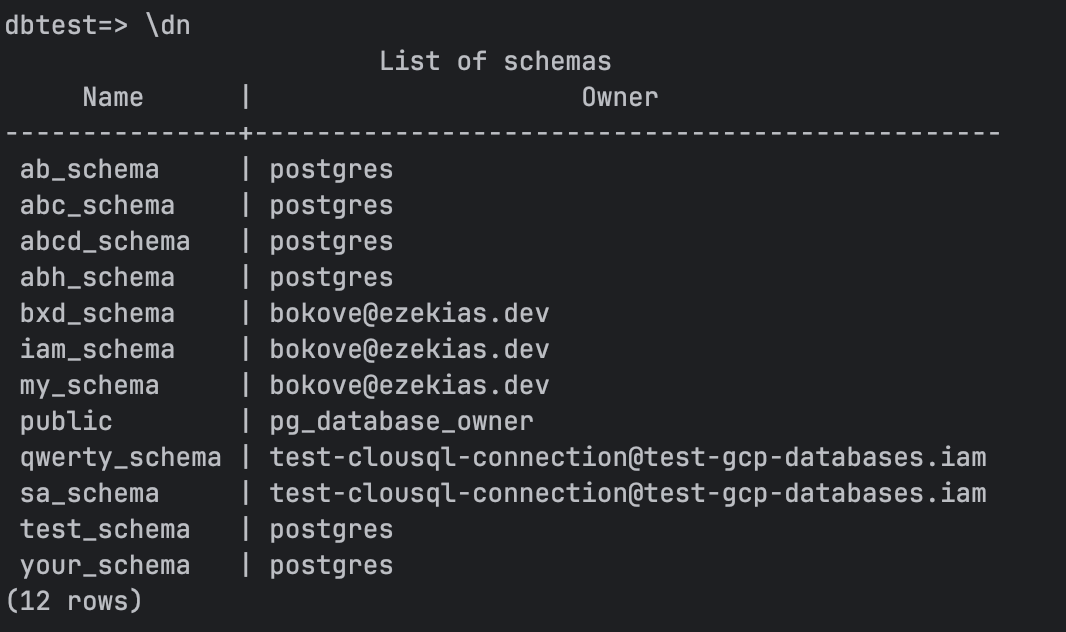 dbtest=> \dn
List of schemas
Name | Owner
---------------+------------------------------------------------
ab_schema | postgres
abc_schema | postgres
abcd_schema | postgres
abh_schema | postgres
bxd_schema | bokove@ezekias.dev
iam_schema | bokove@ezekias.dev
my_schema | bokove@ezekias.dev
public | pg_database_owner
qwerty_schema | test-clousql-connection@test-gcp-databases.iam
sa_schema | test-clousql-connection@test-gcp-databases.iam
test_schema | postgres
your_schema | postgres
(12 rows)